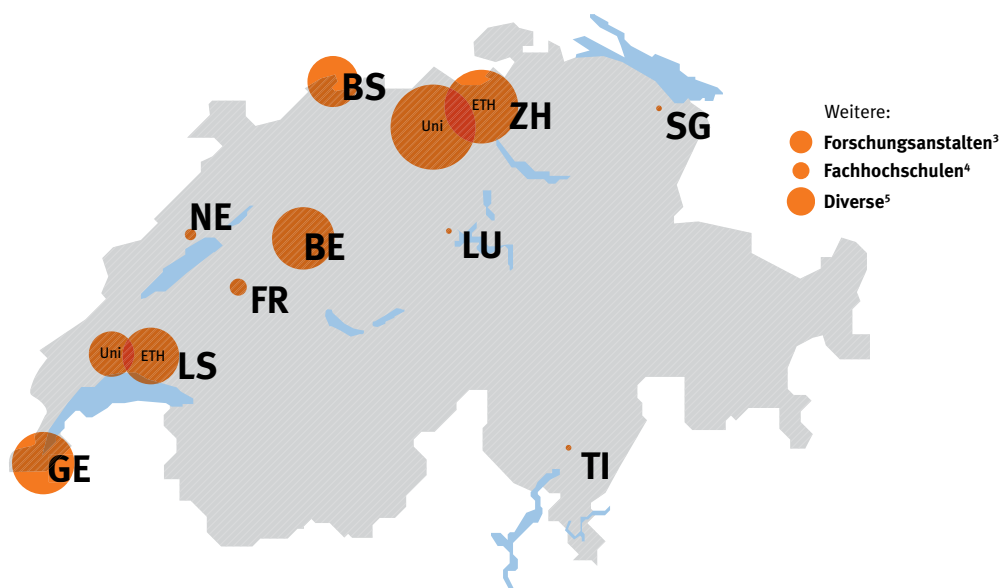 BS
ETH
ZH
Uni
SG
Weitere:
Forschungsanstalten³
Fachhochschulen⁴
Diverse⁵
NE
BE
LU
FR
Uni
ETH
LS
GE
TI